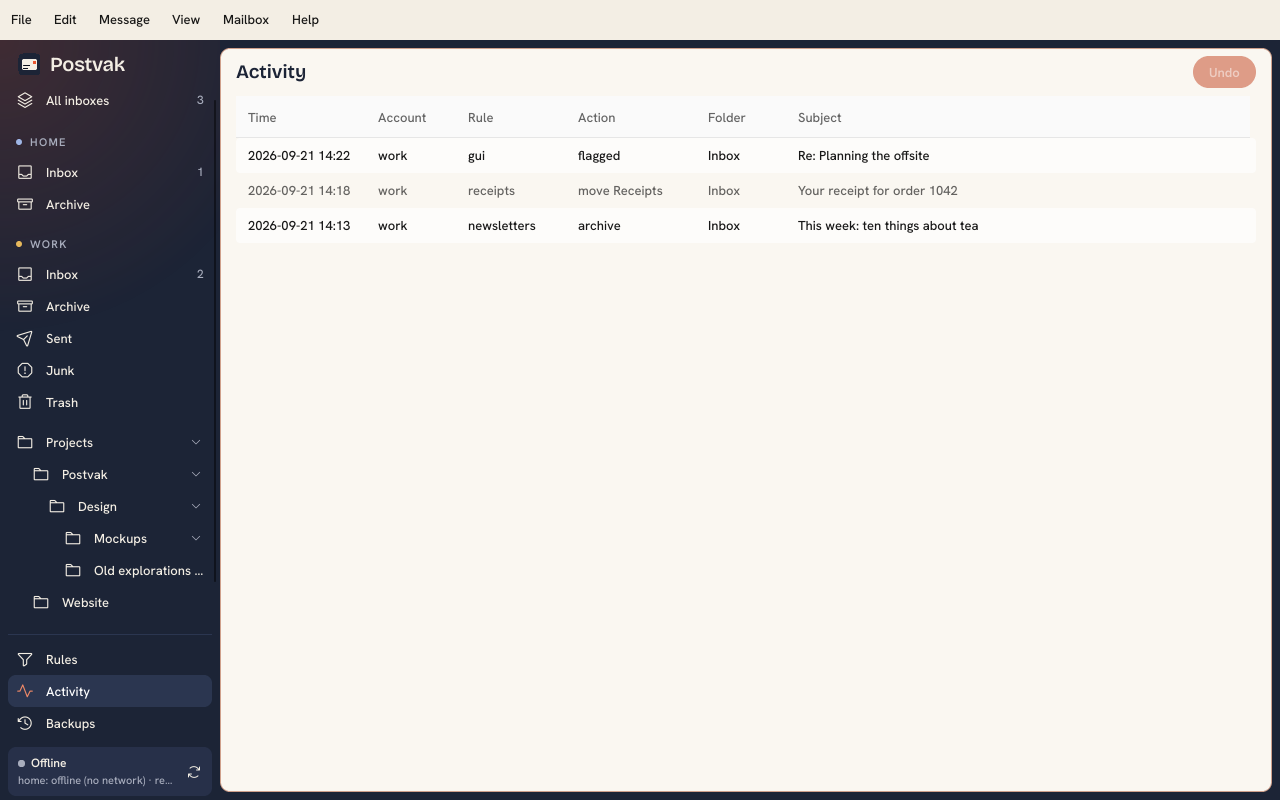 File Edit Message View Mailbox Help
Postvak
All inboxes 3
HOME
Inbox 1
Archive
WORK
Inbox 2
Archive
Sent
Junk
Trash
Projects
Postvak
Design
Mockups
Old explorations ...
Website
Rules
Activity
Backups
Offline
home: offline (no network) · re...
Activity
Undo
Time Account Rule Action Folder Subject
2026-09-21 14:22 work gui flagged Inbox Re: Planning the offsite
2026-09-21 14:18 work receipts move Receipts Inbox Your receipt for order 1042
2026-09-21 14:13 work newsletters archive Inbox This week: ten things about tea